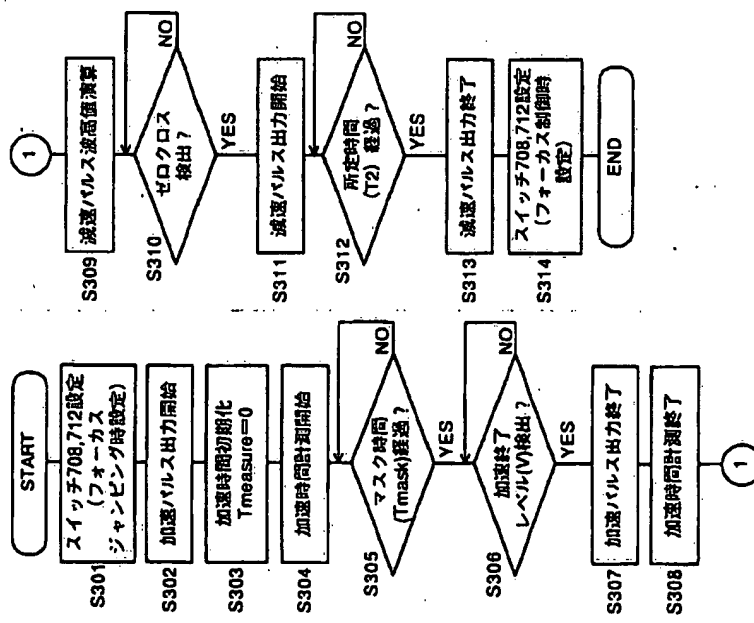 START
スイッチ708,712設定
(フォーカス
ジャンピング時設定)
S301
加速パルス出力開始
S302
加速時間初期化
Tmeasure=0
S303
加速時間計測開始
S304
マスク時間
(Tmask)経過?
NO
S305
YES
加速終了
レベル(V)検出?
NO
S306
YES
加速パルス出力終了
S307
加速時間計測終了
S308
1
1
減速パルス波高値演算
S309
ゼロクロス
検出?
NO
S310
YES
減速パルス出力開始
S311
所定時間
(T2) 経過?
NO
S312
YES
減速パルス出力終了
S313
スイッチ708,712設定
(フォーカス制御時
設定)
S314
END